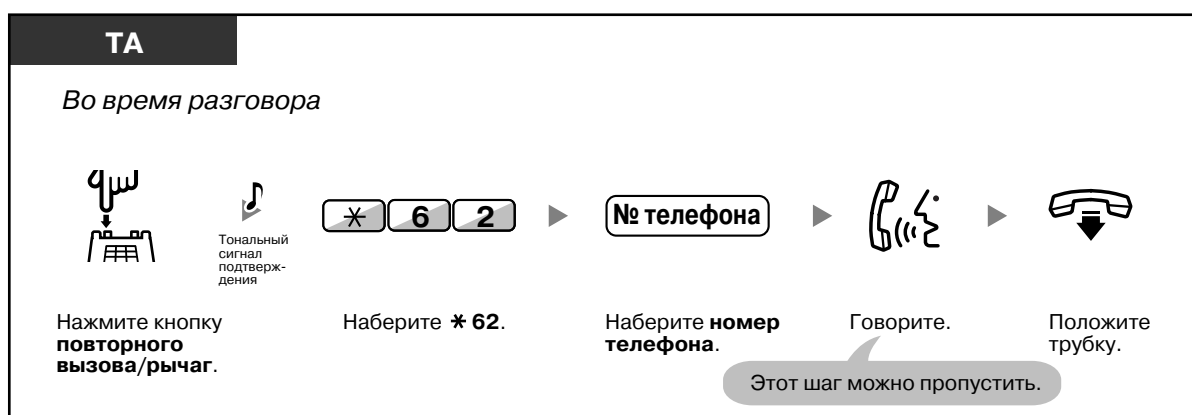 ТА
Во время разговора
Тональный
сигнал
подтверж-
дения
* 6 2
№ телефона
Нажмите кнопку
повторного
вызова/рычаг.
Наберите * 62.
Наберите номер
телефона.
Говорите.
Положите
трубку.
Этот шаг можно пропустить.